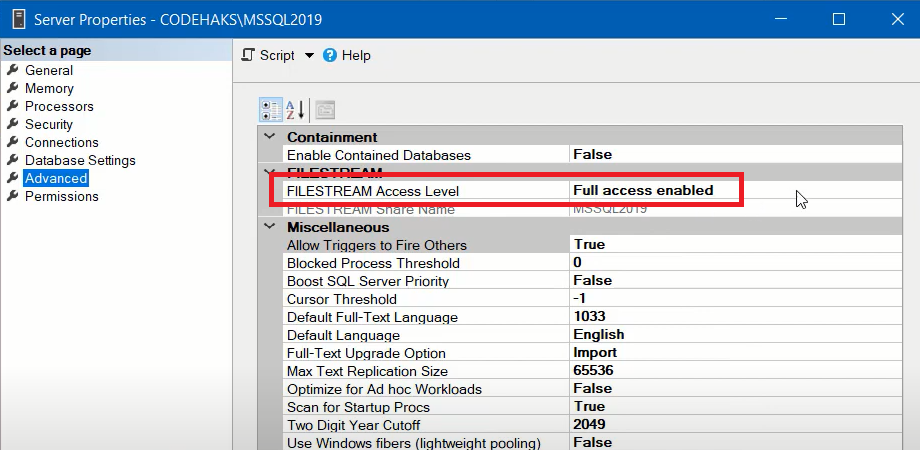 Server Properties - CODEHAKS\MSSQL2019
Select a page
General
Memory
Processors
Security
Connections
Database Settings
Advanced
Permissions
Script Help
Containment
Enable Contained Databases False
FILESTREAM
FILESTREAM Access Level Full access enabled
FILESTREAM Share Name MSSQL2019
Miscellaneous
Allow Triggers to Fire Others True
Blocked Process Threshold 0
Boost SQL Server Priority False
Cursor Threshold -1
Default Full-Text Language 1033
Default Language English
Full-Text Upgrade Option Import
Max Text Replication Size 65536
Optimize for Ad hoc Workloads False
Scan for Startup Procs True
Two Digit Year Cutoff 2049
Use Windows fibers (lightweight pooling) False